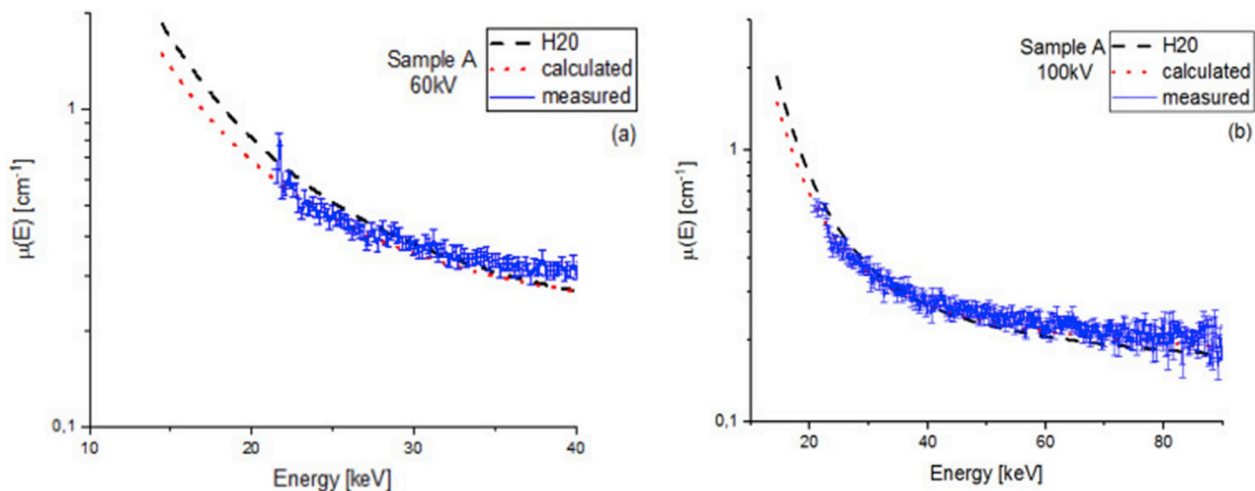 Sample A
60kV
H20
calculated
measured
(a)
μ(E) [cm-1]
1
0,1
10
20
30
40
Energy [keV]
Sample A
100kV
H20
calculated
measured
(b)
μ(E) [cm-1]
1
0,1
20
40
60
80
Energy [keV]